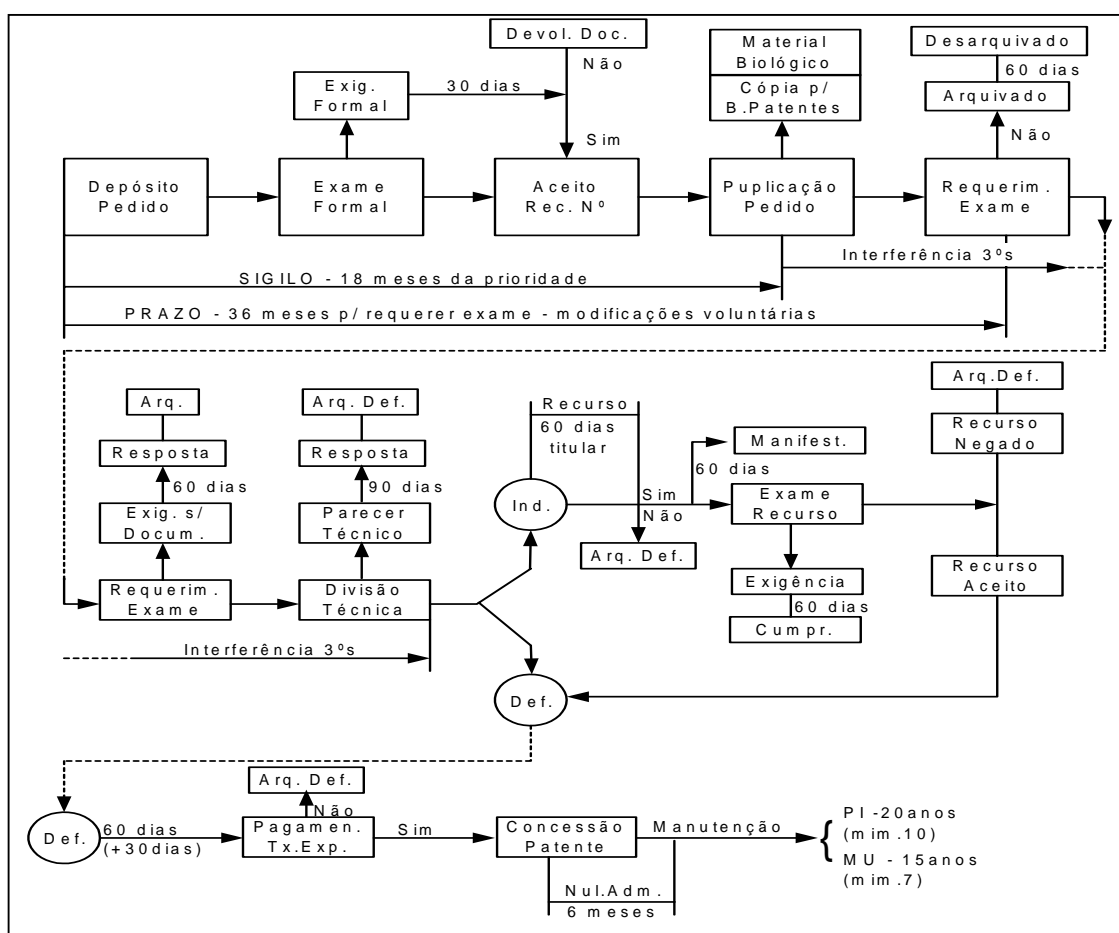 Devol. Doc.
Não
Material
Biológico
Cópia p/
B.Patentes
Desarquivado
60 dias
Arquivado
Não
Exig.
Formal
30 dias
Sim
Depósito
Pedido
Exame
Formal
Aceito
Rec. Nº
Puplicação
Pedido
Requerim.
Exame
Interferência 3ºs
SIGILO - 18 meses da prioridade
PRAZO - 36 meses p/ requerer exame - modificações voluntárias
Arq.
Resposta
60 dias
Exig. s/
Docum.
Requerim.
Exame
Arq. Def.
Resposta
90 dias
Parecer
Técnico
Divisão
Técnica
Interferência 3ºs
Ind.
Recurso
60 dias
titular
Sim
Não
Arq. Def.
60 dias
Manifest.
Exame
Recurso
Exigência
60 dias
Cumpr.
Arq.Def.
Recurso
Negado
Recurso
Aceito
Def.
Def.
60 dias
(+30dias)
Arq. Def.
Não
Pagamen.
Tx.Exp.
Sim
Concessão
Patente
Manutenção
Nul.Adm.
6 meses
PI -20anos
(mim.10)
MU - 15anos
(mim.7)